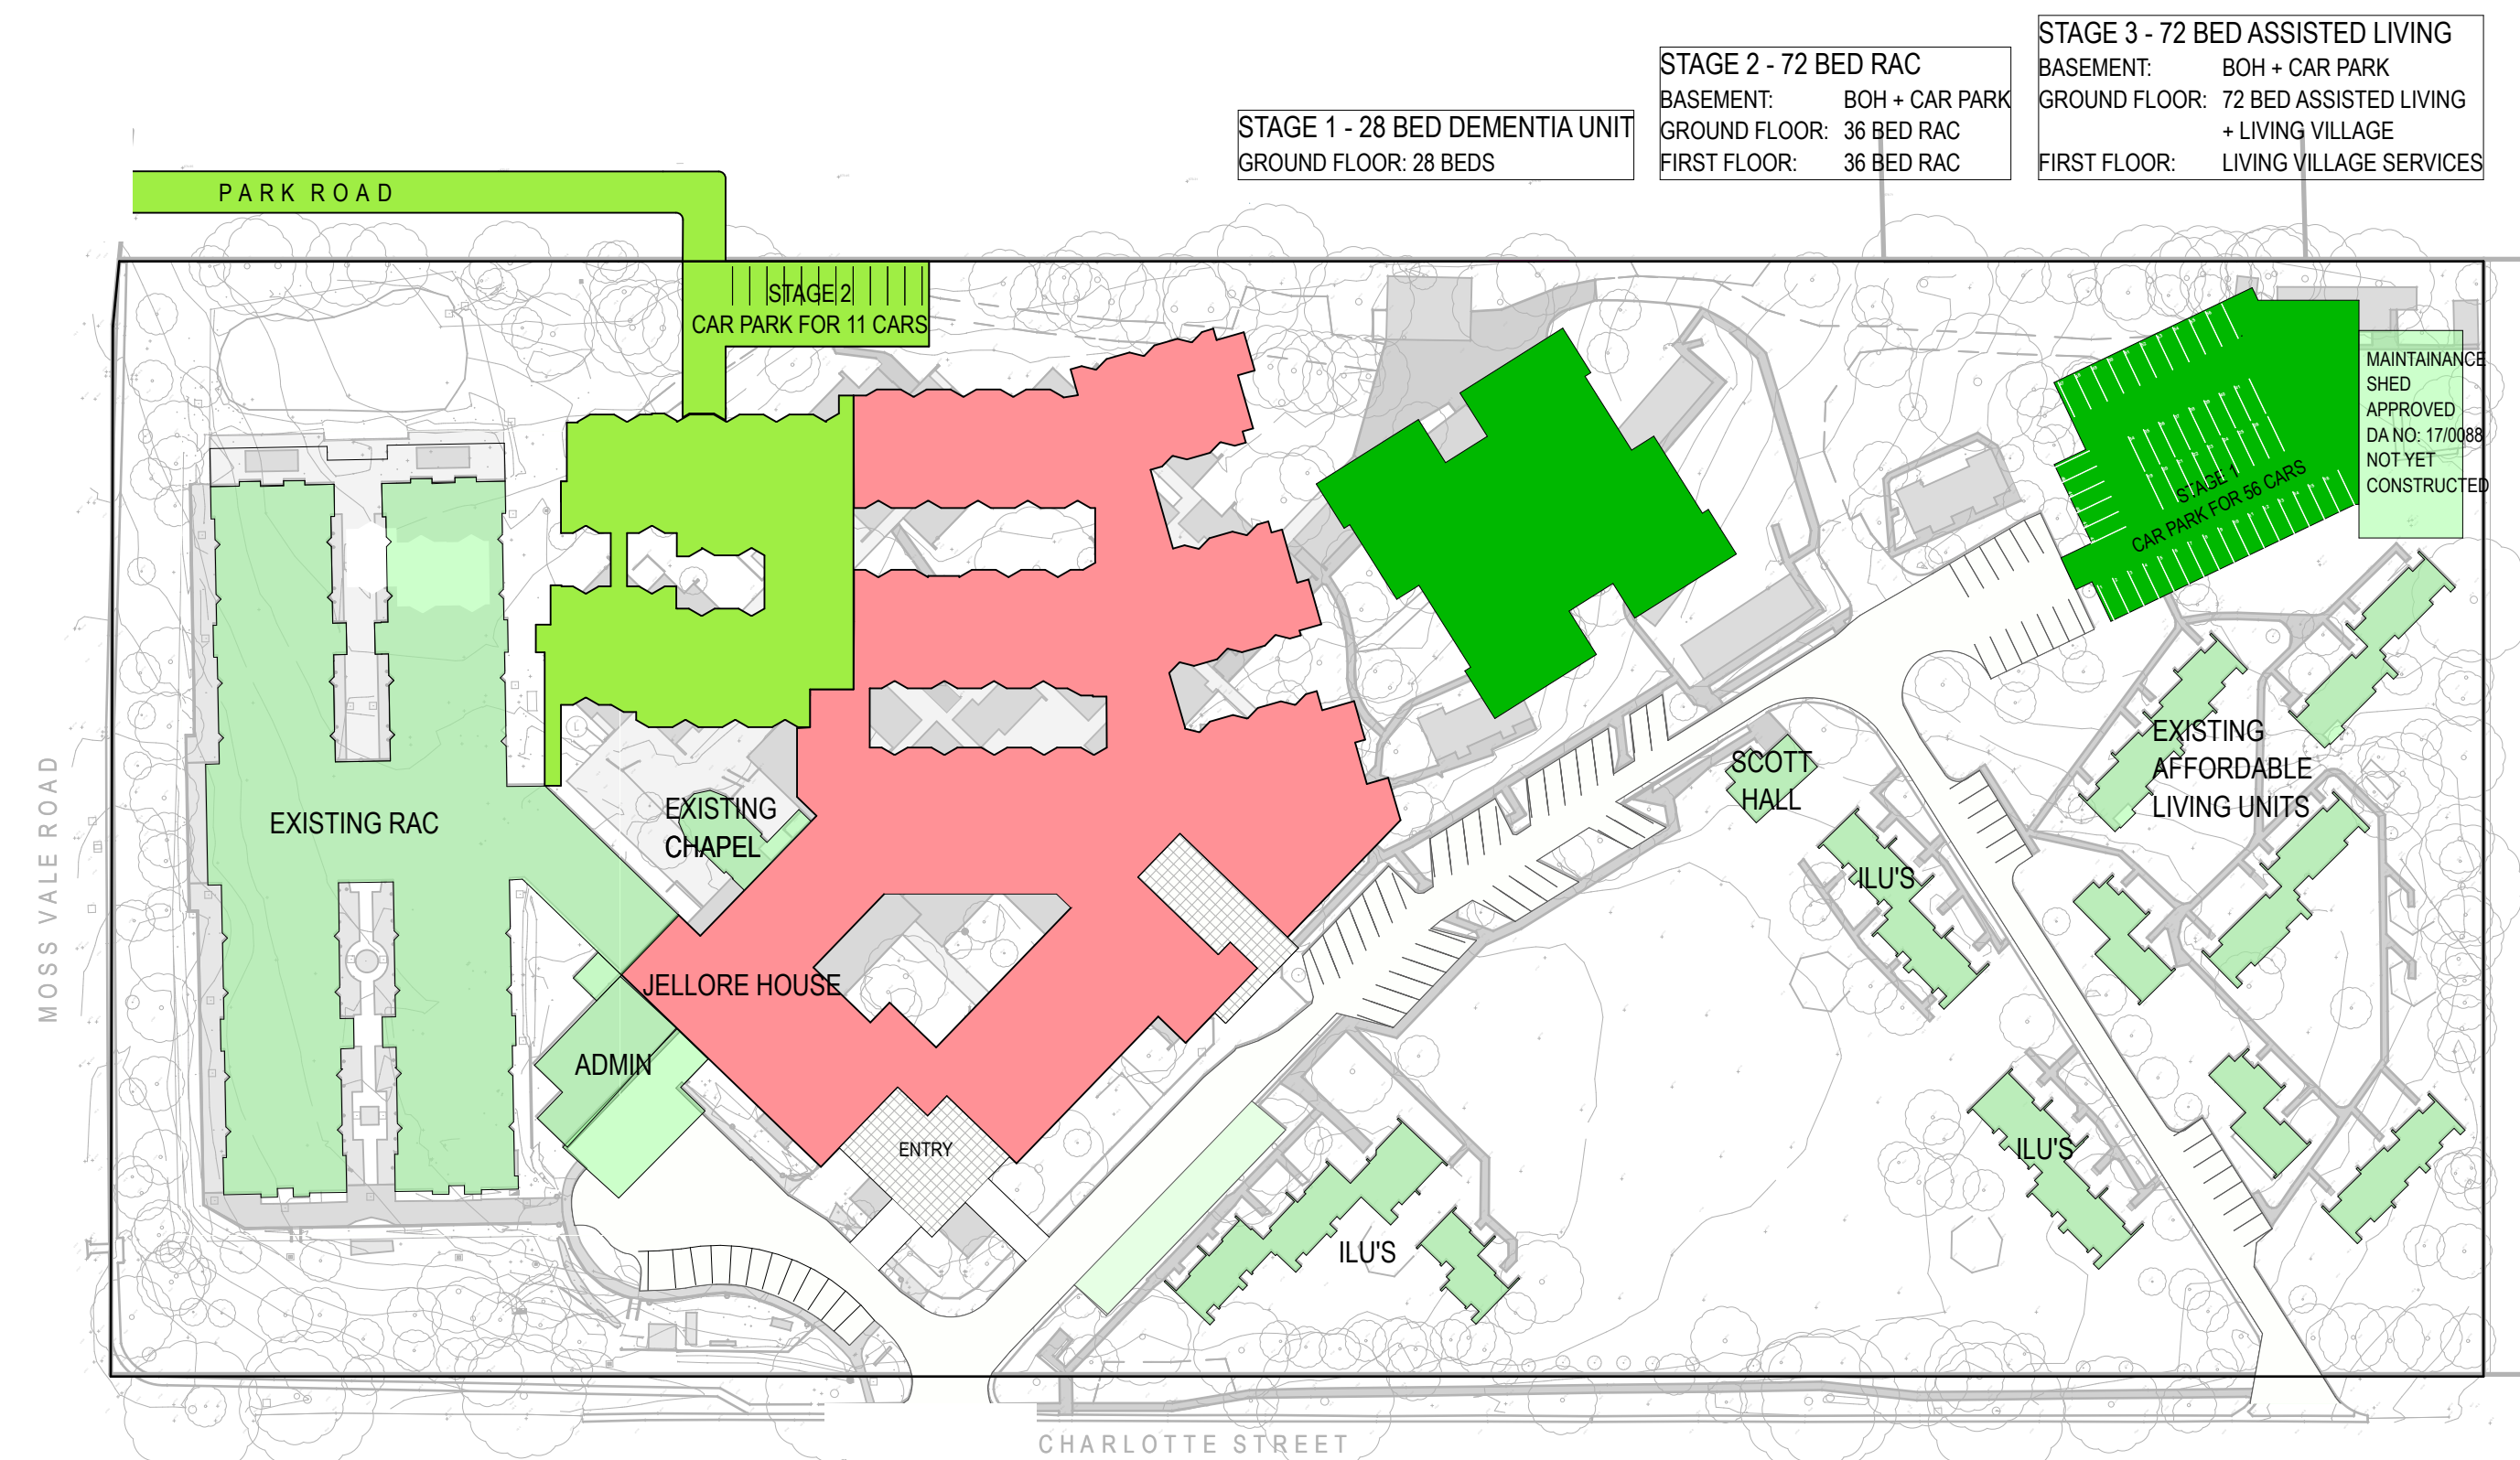 STAGE 3 - 72 BED ASSISTED LIVING
BASEMENT: BOH + CAR PARK
GROUND FLOOR: 72 BED ASSISTED LIVING
+ LIVING VILLAGE
FIRST FLOOR: LIVING VILLAGE SERVICES
STAGE 2 - 72 BED RAC
BASEMENT: BOH + CAR PARK
GROUND FLOOR: 36 BED RAC
FIRST FLOOR: 36 BED RAC
STAGE 1 - 28 BED DEMENTIA UNIT
GROUND FLOOR: 28 BEDS
PARK ROAD
STAGE 2
CAR PARK FOR 11 CARS
MAINTAINANCE
SHED
APPROVED
DA NO: 17/0088
NOT YET
CONSTRUCTED
STAGE 1
CAR PARK FOR 56 CARS
EXISTING RAC
EXISTING
CHAPEL
SCOTT
HALL
EXISTING
AFFORDABLE
LIVING UNITS
ILU'S
JELLORE HOUSE
ADMIN
ENTRY
ILU'S
ILU'S
MOSS VALE ROAD
CHARLOTTE STREET